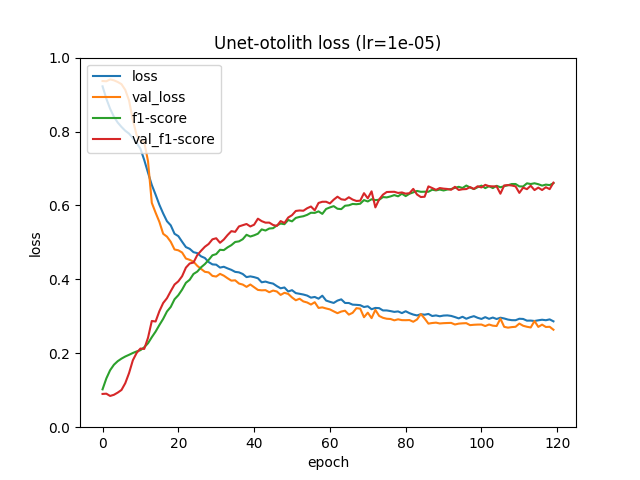 Unet-otolith loss (lr=1e-05)
1.0
0.8
0.6
0.4
0.2
0.0
loss
loss
val_loss
f1-score
val_f1-score
0 20 40 60 80 100 120
epoch